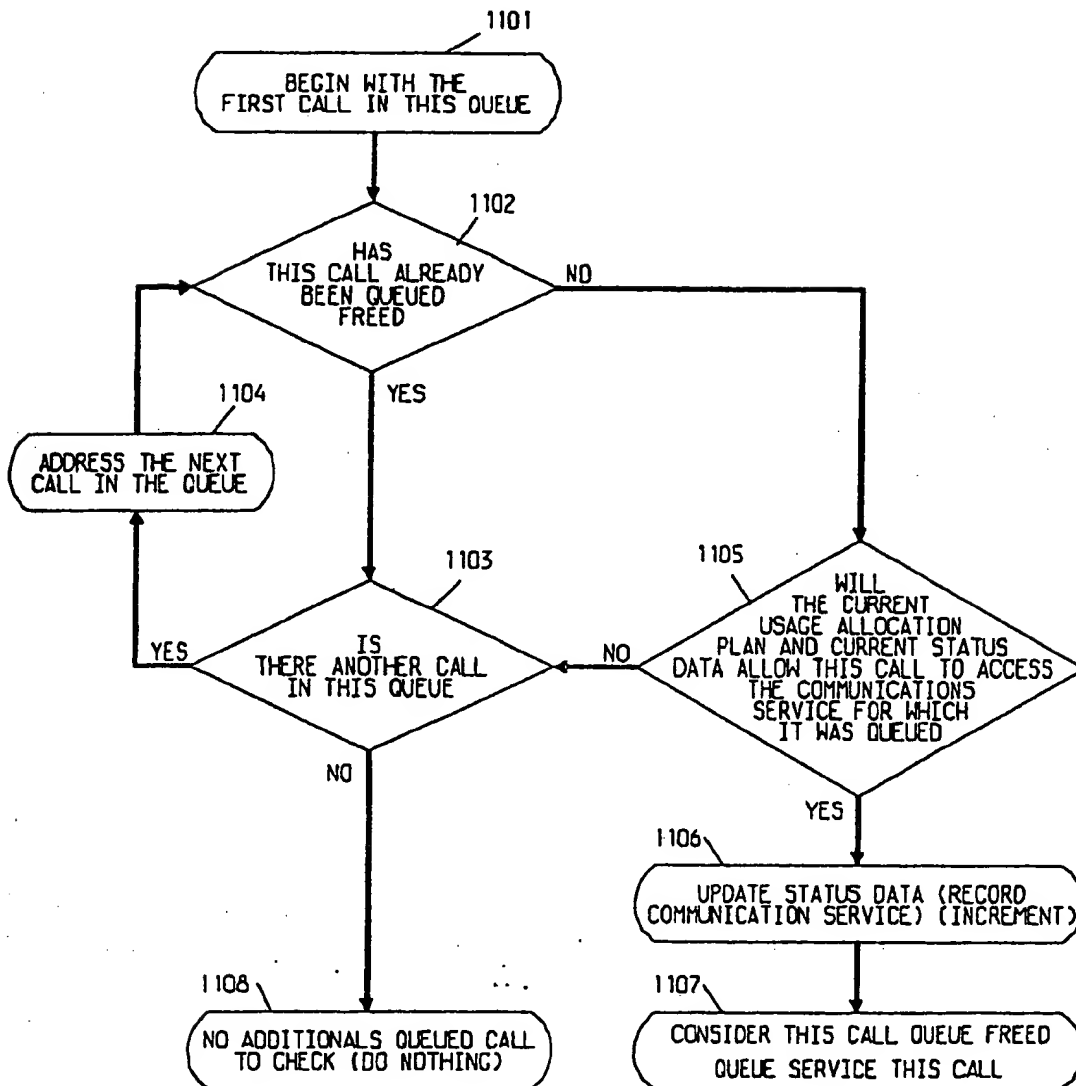 1101
BEGIN WITH THE
FIRST CALL IN THIS QUEUE
1102
HAS
THIS CALL ALREADY
BEEN QUEUED
FREED
NO
YES
1104
ADDRESS THE NEXT
CALL IN THE QUEUE
1103
IS
THERE ANOTHER CALL
IN THIS QUEUE
YES
NO
1105
WILL
THE CURRENT
USAGE ALLOCATION
PLAN AND CURRENT STATUS
DATA ALLOW THIS CALL TO ACCESS
THE COMMUNICATIONS
SERVICE FOR WHICH
IT WAS QUEUED
NO
YES
1106
UPDATE STATUS DATA (RECORD
COMMUNICATION SERVICE) (INCREMENT)
1108
NO ADDITIONALS QUEUED CALL
TO CHECK (DO NOTHING)
1107
CONSIDER THIS CALL QUEUE FREED
QUEUE SERVICE THIS CALL